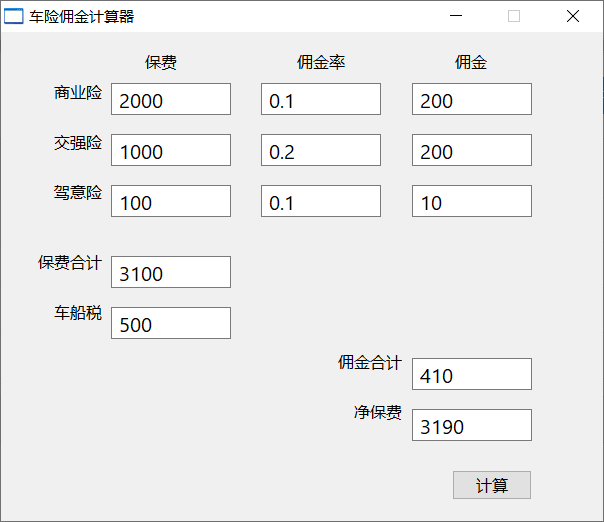 车险佣金计算器
保费 佣金率 佣金
商业险 2000 0.1 200
交强险 1000 0.2 200
驾意险 100 0.1 10
保费合计 3100
车船税 500
佣金合计 410
净保费 3190
计算